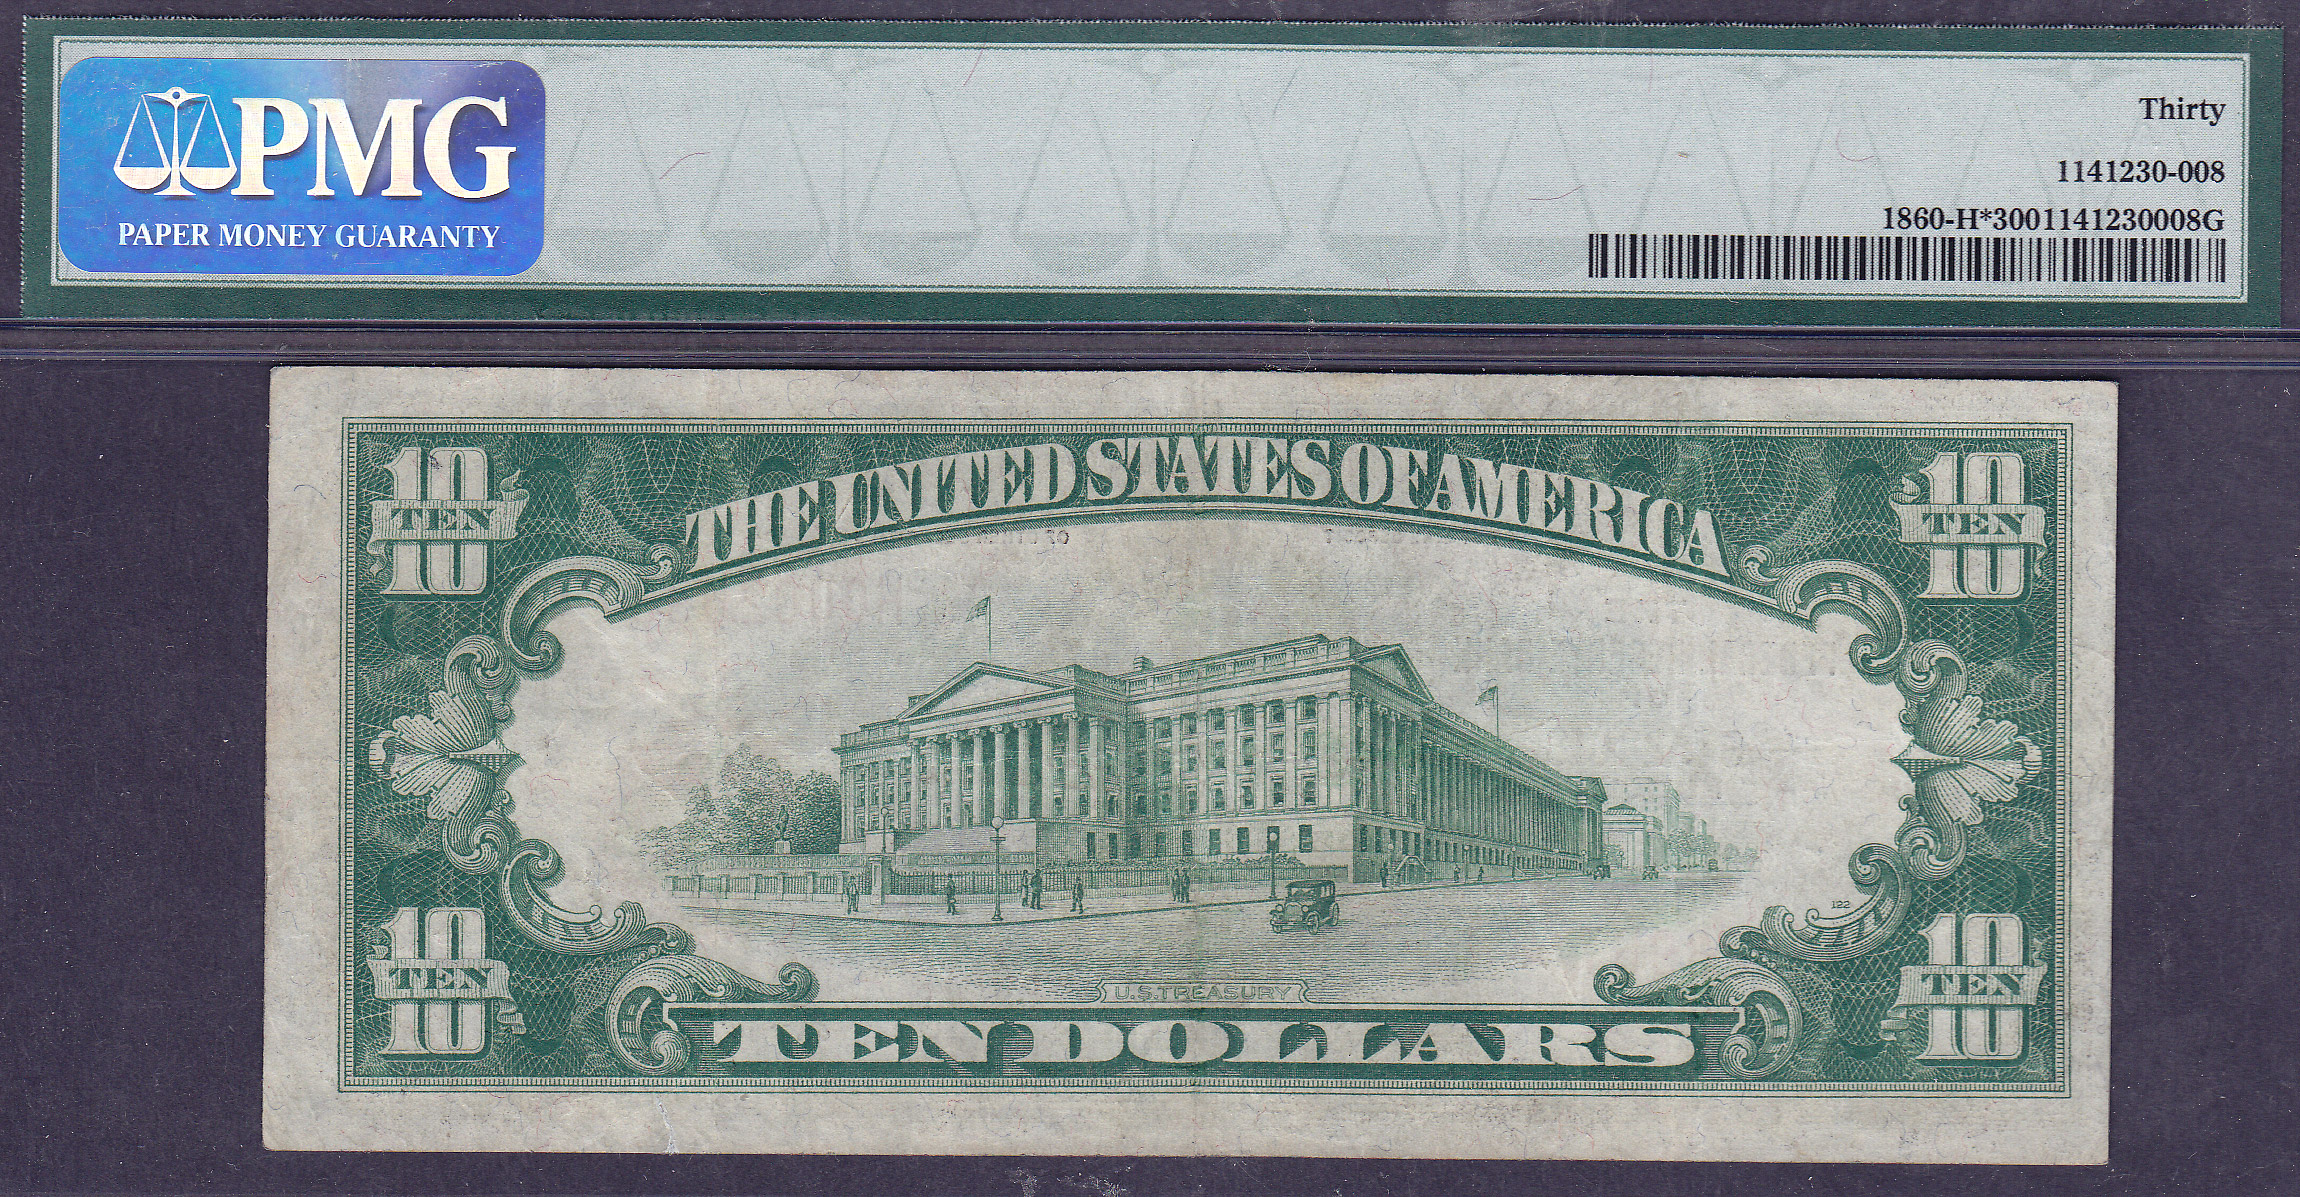 PMG
PAPER MONEY GUARANTY
Thirty
1141230-008
1860-H*3001141230008G
THE UNITED STATES OF AMERICA
10
TEN
10
10
TEN
10
122
10
TEN
10
10
TEN
10
U.S. TREASURY
TEN DOLLARS